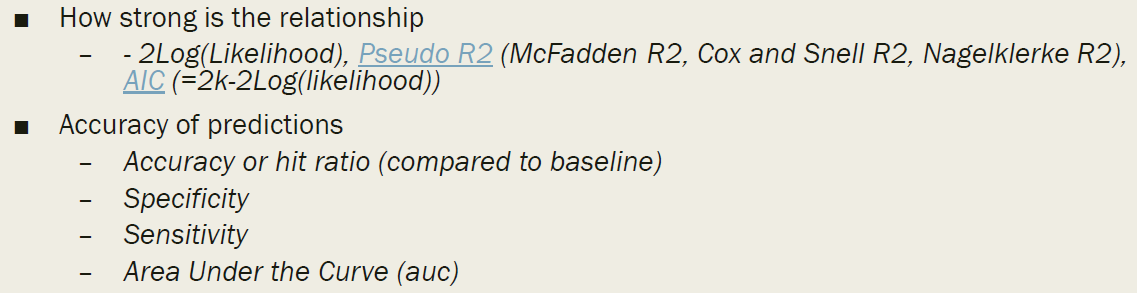 ■ How strong is the relationship
– - 2Log(Likelihood), Pseudo R2 (McFadden R2, Cox and Snell R2, Nagelklerke R2),
AIC (=2k-2Log(likelihood))
■ Accuracy of predictions
– Accuracy or hit ratio (compared to baseline)
– Specificity
– Sensitivity
– Area Under the Curve (auc)